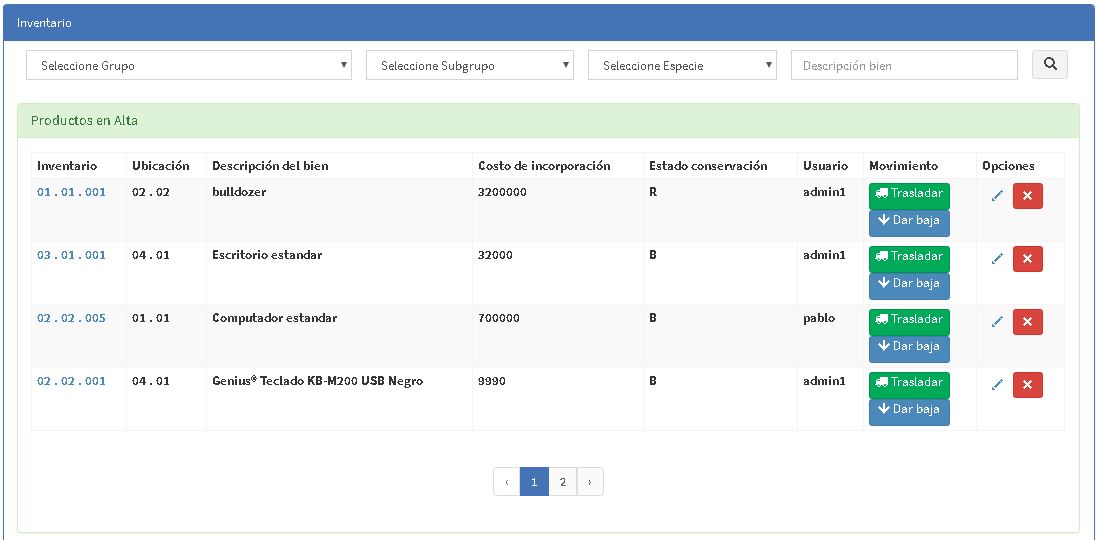 Inventario
Seleccione Grupo Seleccione Subgrupo Seleccione Especie Descripción bien
Productos en Alta
Inventario Ubicación Descripción del bien Costo de incorporación Estado conservación Usuario Movimiento Opciones
01 . 01 . 001 02 . 02 bulldozer 3200000 R admin1 Trasladar
Dar baja
03 . 01 . 001 04 . 01 Escritorio estandar 32000 B admin1 Trasladar
Dar baja
02 . 02 . 005 01 . 01 Computador estandar 700000 B pablo Trasladar
Dar baja
02 . 02 . 001 04 . 01 Genius® Teclado KB-M200 USB Negro 9990 B admin1 Trasladar
Dar baja
‹ 1 2 ›